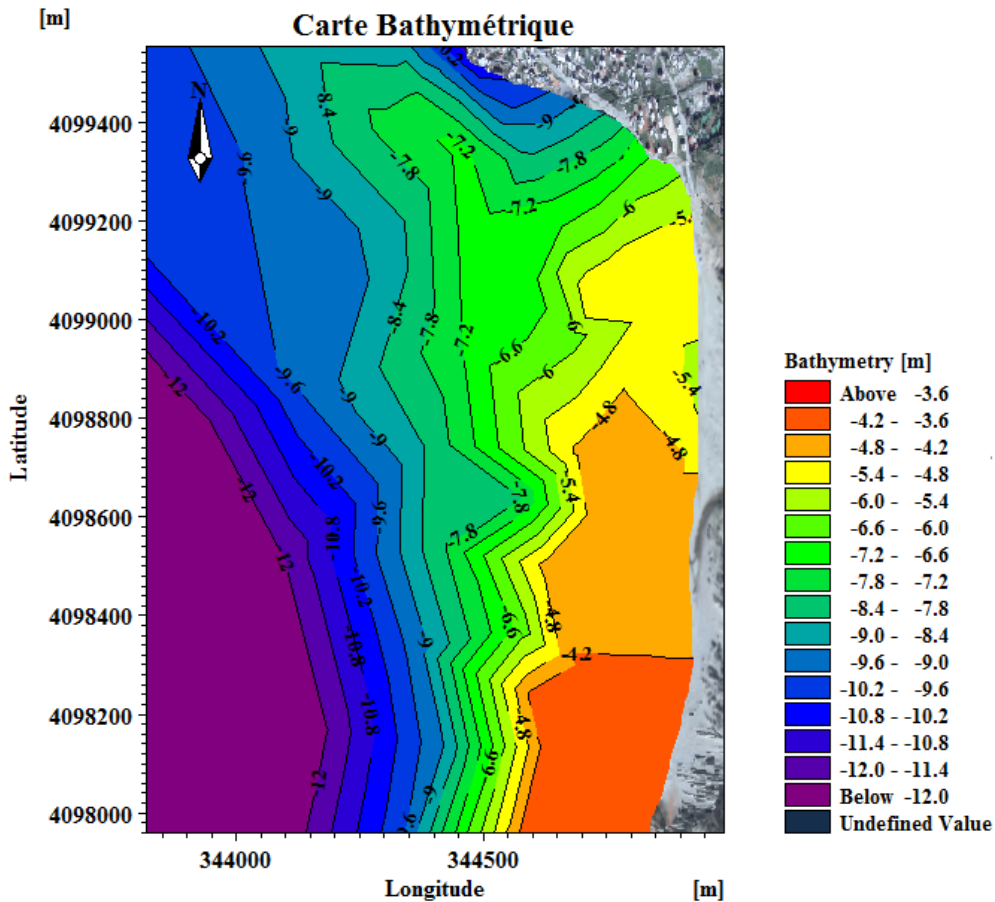 [m]
Carte Bathymétrique
N
4099400
4099200
4099000
4098800
4098600
4098400
4098200
4098000
Latitude
344000
344500
Longitude
[m]
-8.4
-9
-7.2
-9
-7.8
-7.8
-9.6
-9
-7.2
-6
-10.2
-8.4
-7.8
-7.2
-6
-6.6
-12
-9.6
-9
-6
-5.4
-4.8
-4.8
-9
-10.2
-12
-7.8
-5.4
-9.6
-10.8
-7.8
-12
-10.2
-4.8
-6.6
-9
-10.8
-4.2
-10.8
-4.8
-6.6
-12
-9
Bathymetry [m]
Above -3.6
-4.2 - -3.6
-4.8 - -4.2
-5.4 - -4.8
-6.0 - -5.4
-6.6 - -6.0
-7.2 - -6.6
-7.8 - -7.2
-8.4 - -7.8
-9.0 - -8.4
-9.6 - -9.0
-10.2 - -9.6
-10.8 - -10.2
-11.4 - -10.8
-12.0 - -11.4
Below -12.0
Undefined Value